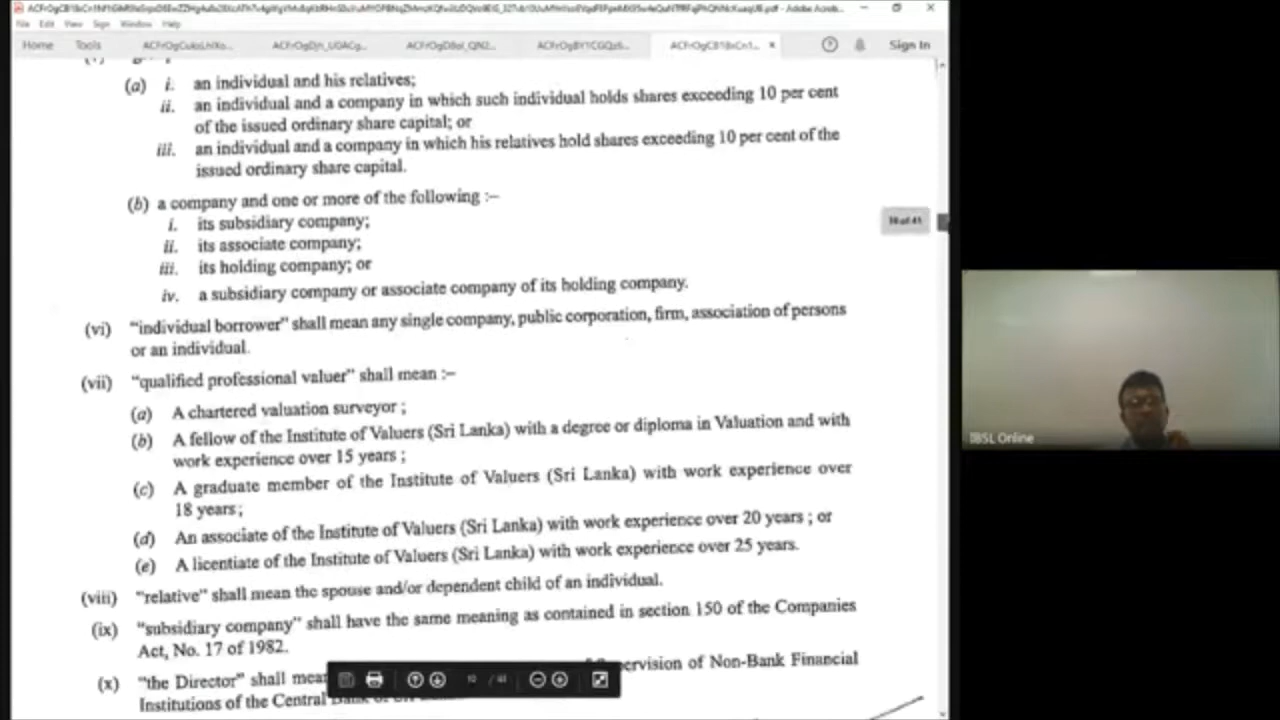 File Edit View Sign Window Help
Home Tools
Sign In
(a) i. an individual and his relatives;
ii. an individual and a company in which such individual holds shares exceeding 10 per cent
of the issued ordinary share capital; or
iii. an individual and a company in which his relatives hold shares exceeding 10 per cent of the
issued ordinary share capital.
(b) a company and one or more of the following :–
i. its subsidiary company;
ii. its associate company;
iii. its holding company; or
iv. a subsidiary company or associate company of its holding company.
(vi) "individual borrower" shall mean any single company, public corporation, firm, association of persons
or an individual.
(vii) "qualified professional valuer" shall mean :–
(a) A chartered valuation surveyor ;
(b) A fellow of the Institute of Valuers (Sri Lanka) with a degree or diploma in Valuation and with
work experience over 15 years ;
(c) A graduate member of the Institute of Valuers (Sri Lanka) with work experience over
18 years ;
(d) An associate of the Institute of Valuers (Sri Lanka) with work experience over 20 years ; or
(e) A licentiate of the Institute of Valuers (Sri Lanka) with work experience over 25 years.
(viii) "relative" shall mean the spouse and/or dependent child of an individual.
(ix) "subsidiary company" shall have the same meaning as contained in section 150 of the Companies
Act, No. 17 of 1982.
(x) "the Director" shall mean of Non-Bank Financial
Institutions of the Central
IBSL Online